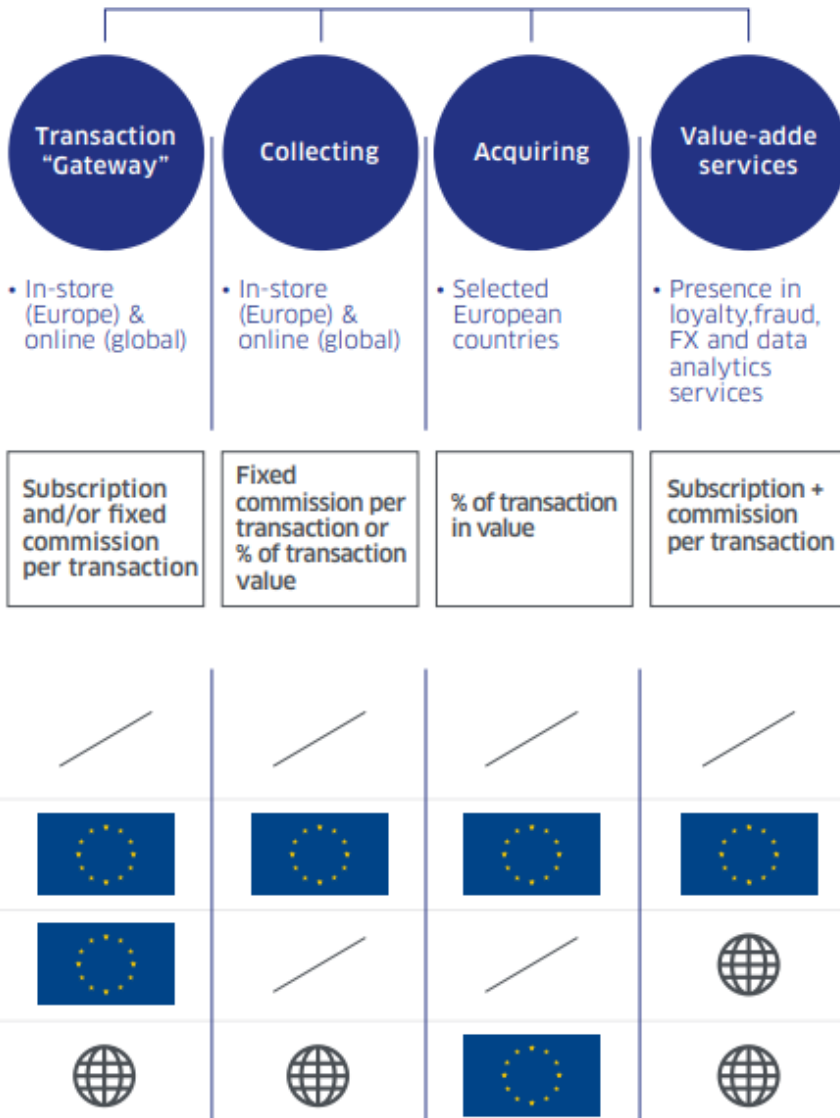 Transaction
“Gateway”
Collecting
Acquiring
Value-adde
services
• In-store
(Europe) &
online (global)
• In-store
(Europe) &
online (global)
• Selected
European
countries
• Presence in
loyalty,fraud,
FX and data
analytics
services
Subscription
and/or fixed
commission
per transaction
Fixed
commission per
transaction or
% of transaction
value
% of transaction
in value
Subscription +
commission
per transaction